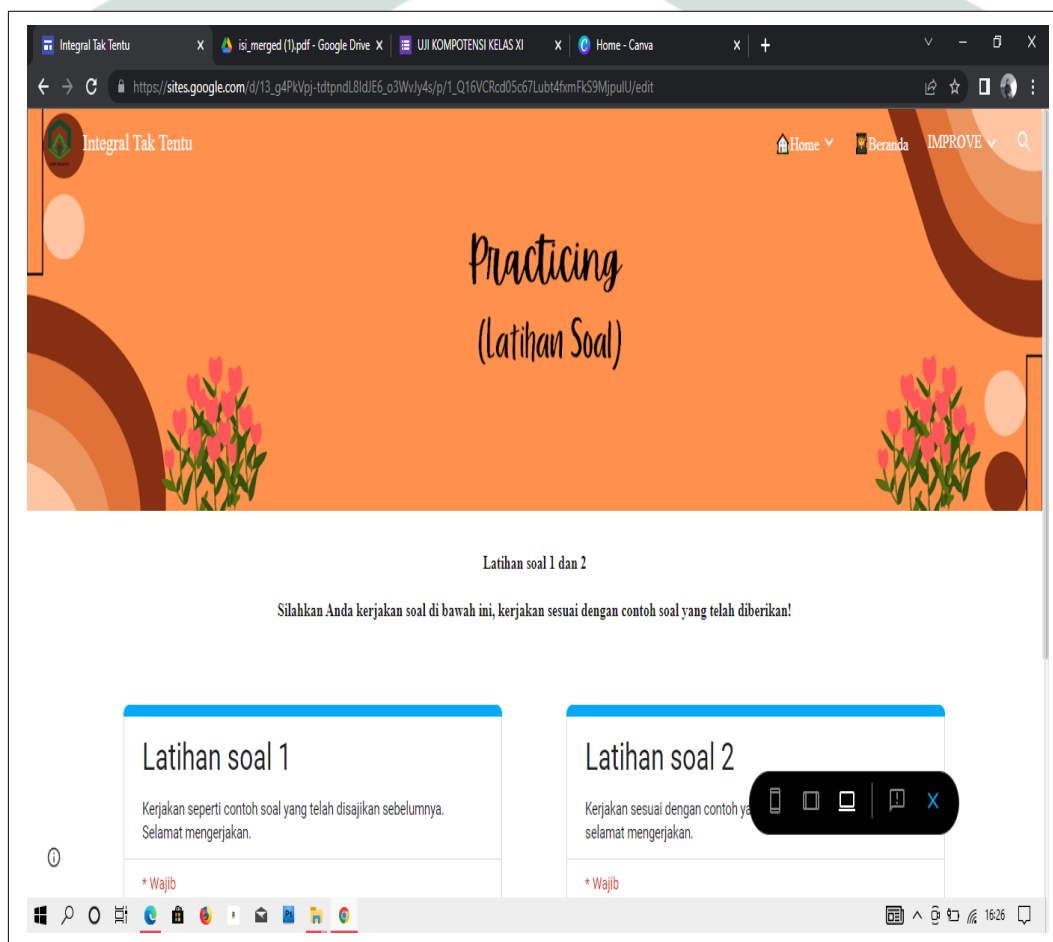 Integral Tak Tentu
isi_merged (1).pdf - Google Drive
UJI KOMPOTENSI KELAS XI
Home - Canva
https://sites.google.com/d/13_g4PkVpj-tdtpndL8ldJE6_o3WvJy4s/p/1_Q16VCRcd05c67Lubt4fxmFkS9MjpulU/edit
Integral Tak Tentu
Home
Beranda
IMPROVE
Practicing
(Latihan Soal)
Latihan soal 1 dan 2
Silahkan Anda kerjakan soal di bawah ini, kerjakan sesuai dengan contoh soal yang telah diberikan!
Latihan soal 1
Kerjakan seperti contoh soal yang telah disajikan sebelumnya.
Selamat mengerjakan.
* Wajib
Latihan soal 2
Kerjakan sesuai dengan contoh ya
selamat mengerjakan.
* Wajib
16:26